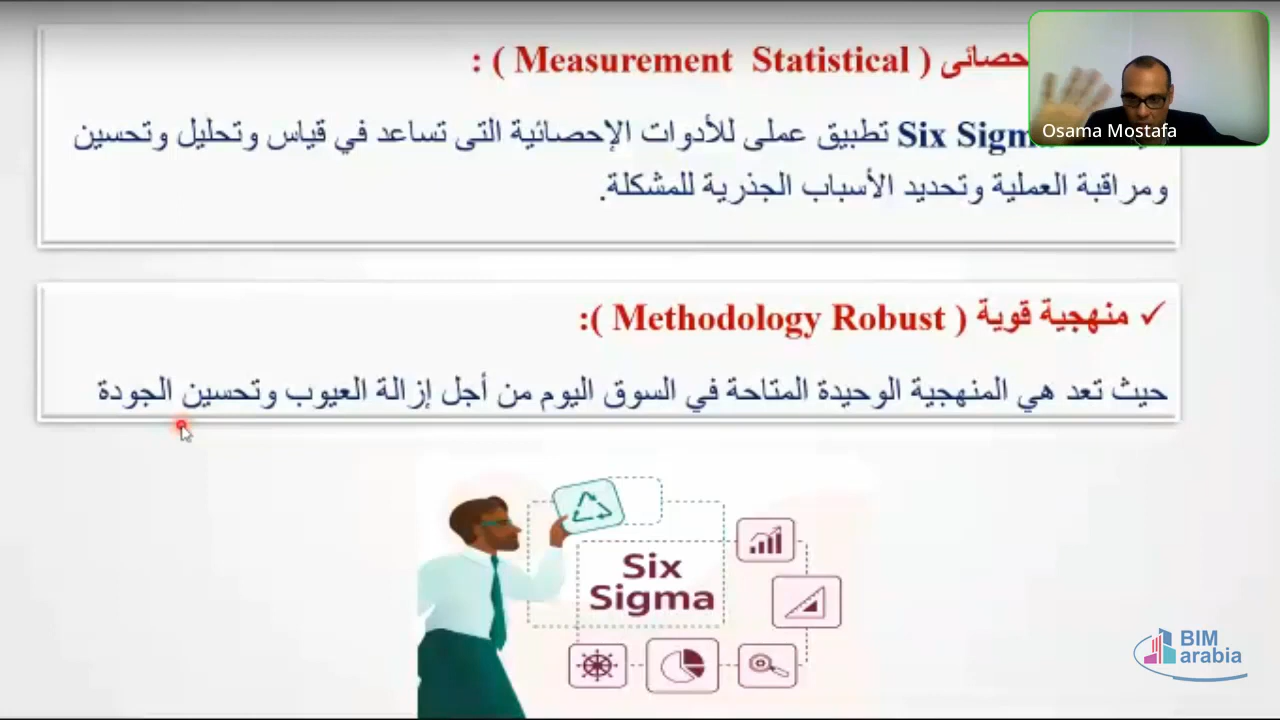 حصائى ( Measurement Statistical ) :
Six Sigm تطبيق عملى للأدوات الإحصائية التى تساعد في قياس وتحليل وتحسين
ومراقبة العملية وتحديد الأسباب الجذرية للمشكلة.
✓ منهجية قوية ( Methodology Robust ):
حيث تعد هي المنهجية الوحيدة المتاحة في السوق اليوم من أجل إزالة العيوب وتحسين الجودة
Osama Mostafa
Six
Sigma
BIM
arabia